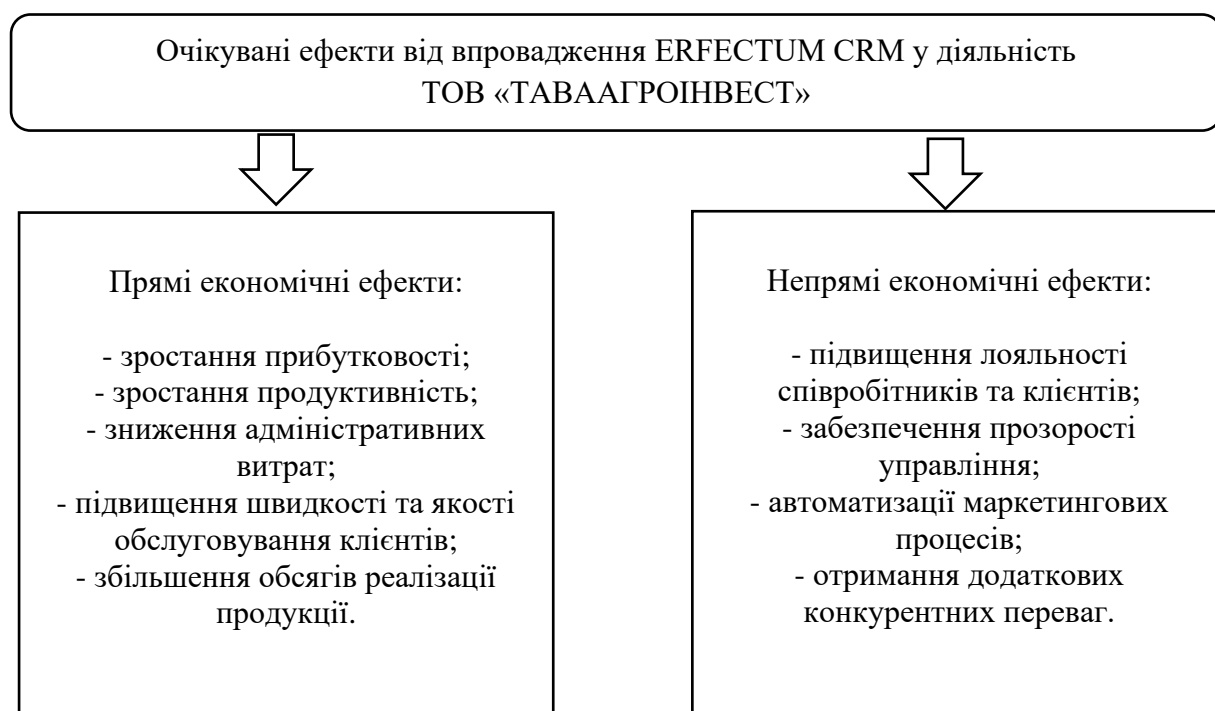 Очікувані ефекти від впровадження ERFECTUM CRM у діяльність
ТОВ «ТАВААГРОІНВЕСТ»
Прямі економічні ефекти:
- зростання прибутковості;
- зростання продуктивність;
- зниження адміністративних
витрат;
- підвищення швидкості та якості
обслуговування клієнтів;
- збільшення обсягів реалізації
продукції.
Непрямі економічні ефекти:
- підвищення лояльності
співробітників та клієнтів;
- забезпечення прозорості
управління;
- автоматизації маркетингових
процесів;
- отримання додаткових
конкурентних переваг.